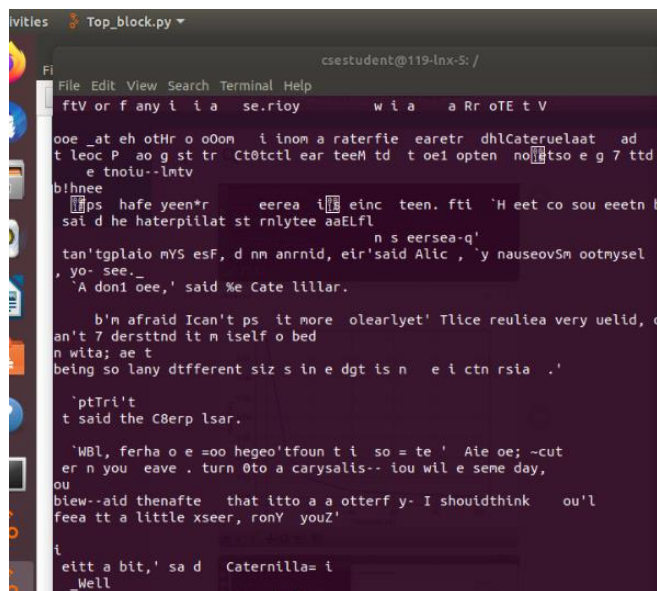 ivities Top_block.py
csestudent@119-lnx-S: /
Fi
File Edit View Search Terminal Help
ftV or f any i i a se.rioy w i a a Rr oTE t V
ooe _at eh otHr o oOom i inom a raterfie earetr dhlCateruelaat ad
t leoc P ao g st tr Ct0tctl ear teeM td t oe1 opten no etso e g 7 ttd
e tnoiu--lmtv
b!hnee
ps hafe yeen*r eerea i einc teen. fti `H eet co sou eeetn b
sai d he haterpiilat st rnlytee aaELfl
n s eersea-q'
tan'tgplaio mYS esF, d nm anrnid, eir'said Alic , `y nauseovSm ootmysel
, yo- see._
`A don1 oee,' said %e Cate lillar.
b'm afraid Ican't ps it more olearlyet' Tlice reuliea very uelid,
an't 7 dersttnd it m iself o bed
n wita; ae t
being so lany dtfferent siz s in e dgt is n e i ctn rsia .'
`ptTri't
t said the C8erp lsar.
`WBl, ferha o e =oo hegeo'tfoun t i so = te ' Aie oe; ~cut
er n you eave . turn 0to a carysalis-- iou wil e seme day,
ou
biew--aid thenafte that itto a a otterf y- I shouidthink ou'l
feea tt a little xseer, ronY youZ'
i
eitt a bit,' sa d Caternilla= i
_Well